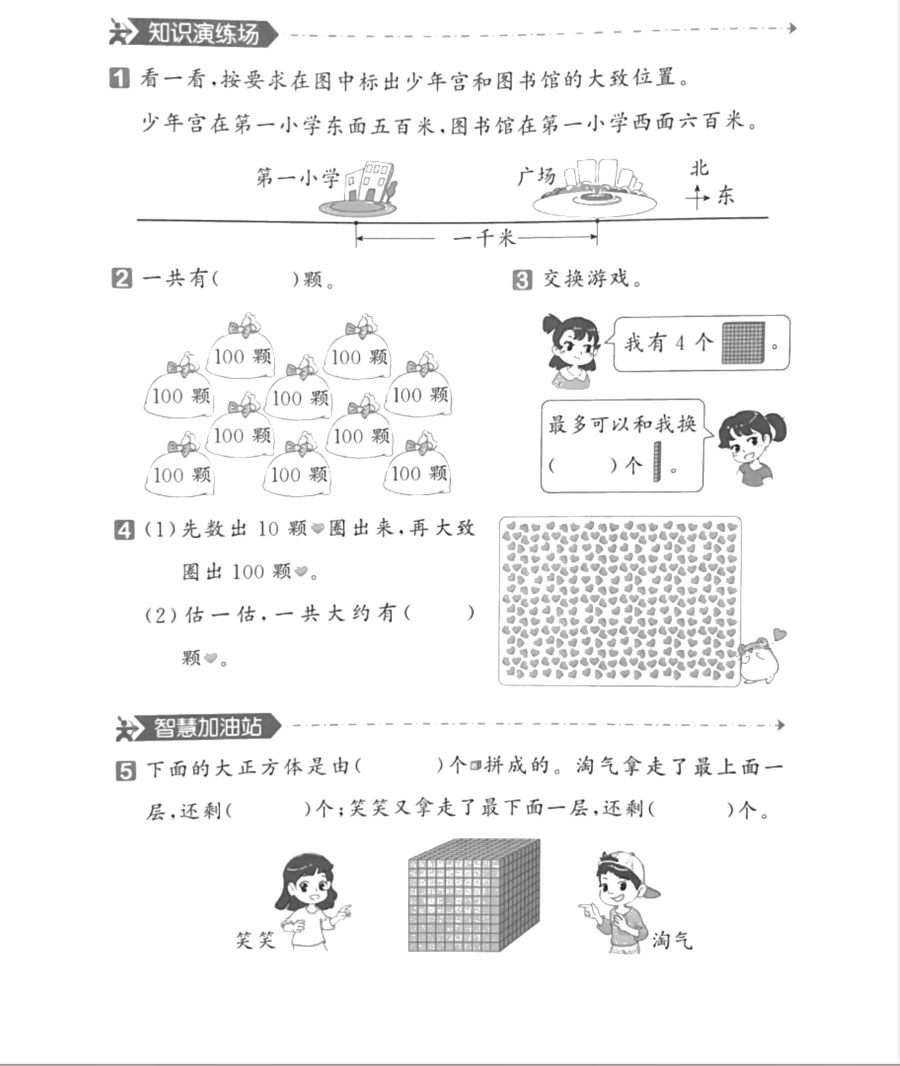 知识演练场
1 看一看,按要求在图中标出少年宫和图书馆的大致位置。
少年宫在第一小学东面五百米,图书馆在第一小学西面六百米。
第一小学
广场
北
东
一千米
2 一共有(  )颗。
100 颗
100 颗
100 颗
100 颗
100 颗
100 颗
100 颗
100 颗
100 颗
100 颗
3 交换游戏。
我有 4 个 。
最多可以和我换
(  )个 。
4 (1)先数出 10 颗 圈出来,再大致
圈出 100 颗 。
(2)估一估,一共大约有(  )
颗 。
智慧加油站
5 下面的大正方体是由(  )个 拼成的。淘气拿走了最上面一
层,还剩(  )个;笑笑又拿走了最下面一层,还剩(  )个。
笑笑
淘气